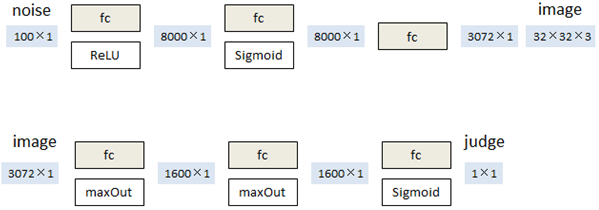 noise image
fc fc
100×1 8000×1 8000×1 fc 3072×1 32×32×3
ReLU Sigmoid
image judge
fc fc fc
3072×1 1600×1 1600×1 1×1
maxOut maxOut Sigmoid